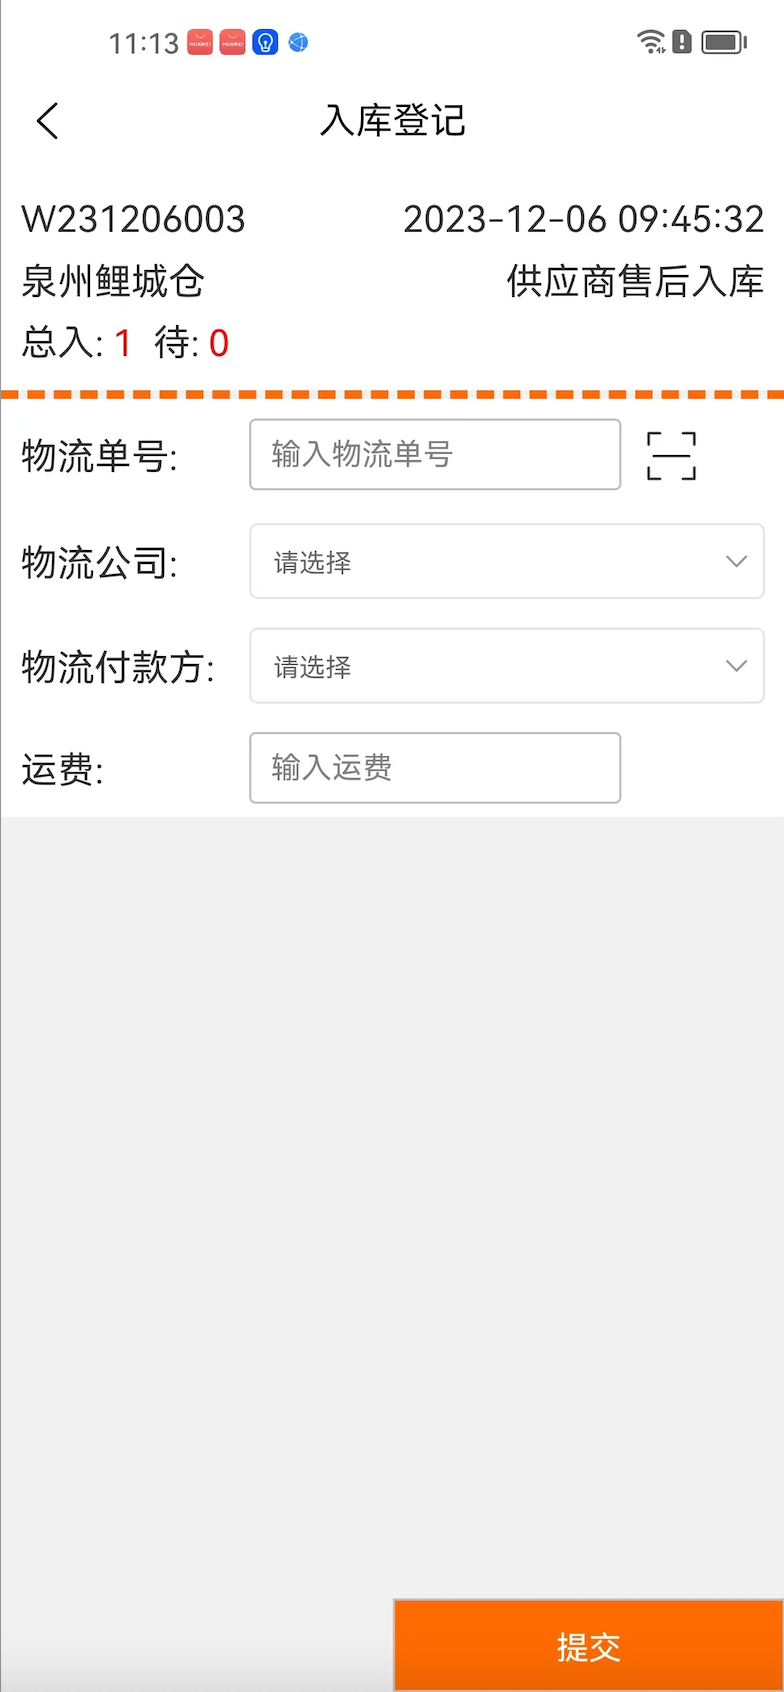 11:13 HUAWEI HUAWEI
入库登记
W231206003 2023-12-06 09:45:32
泉州鲤城仓 供应商售后入库
总入: 1 待: 0
物流单号: 输入物流单号
物流公司: 请选择
物流付款方: 请选择
运费: 输入运费
提交